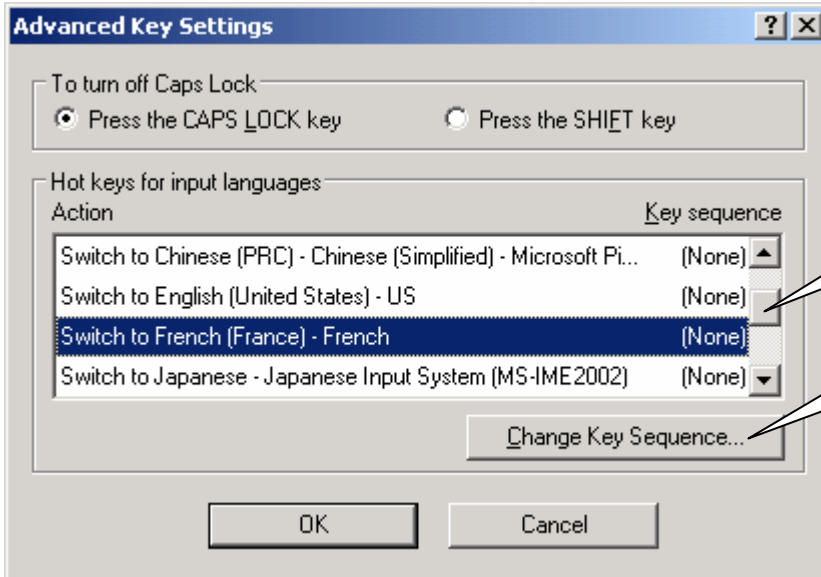 Advanced Key Settings
To turn off Caps Lock
Press the CAPS LOCK key Press the SHIFT key
Hot keys for input languages
Action Key sequence
Switch to Chinese (PRC) - Chinese (Simplified) - Microsoft Pi... (None)
Switch to English (United States) - US (None)
Switch to French (France) - French (None)
Switch to Japanese - Japanese Input System (MS-IME2002) (None)
Change Key Sequence...
OK Cancel